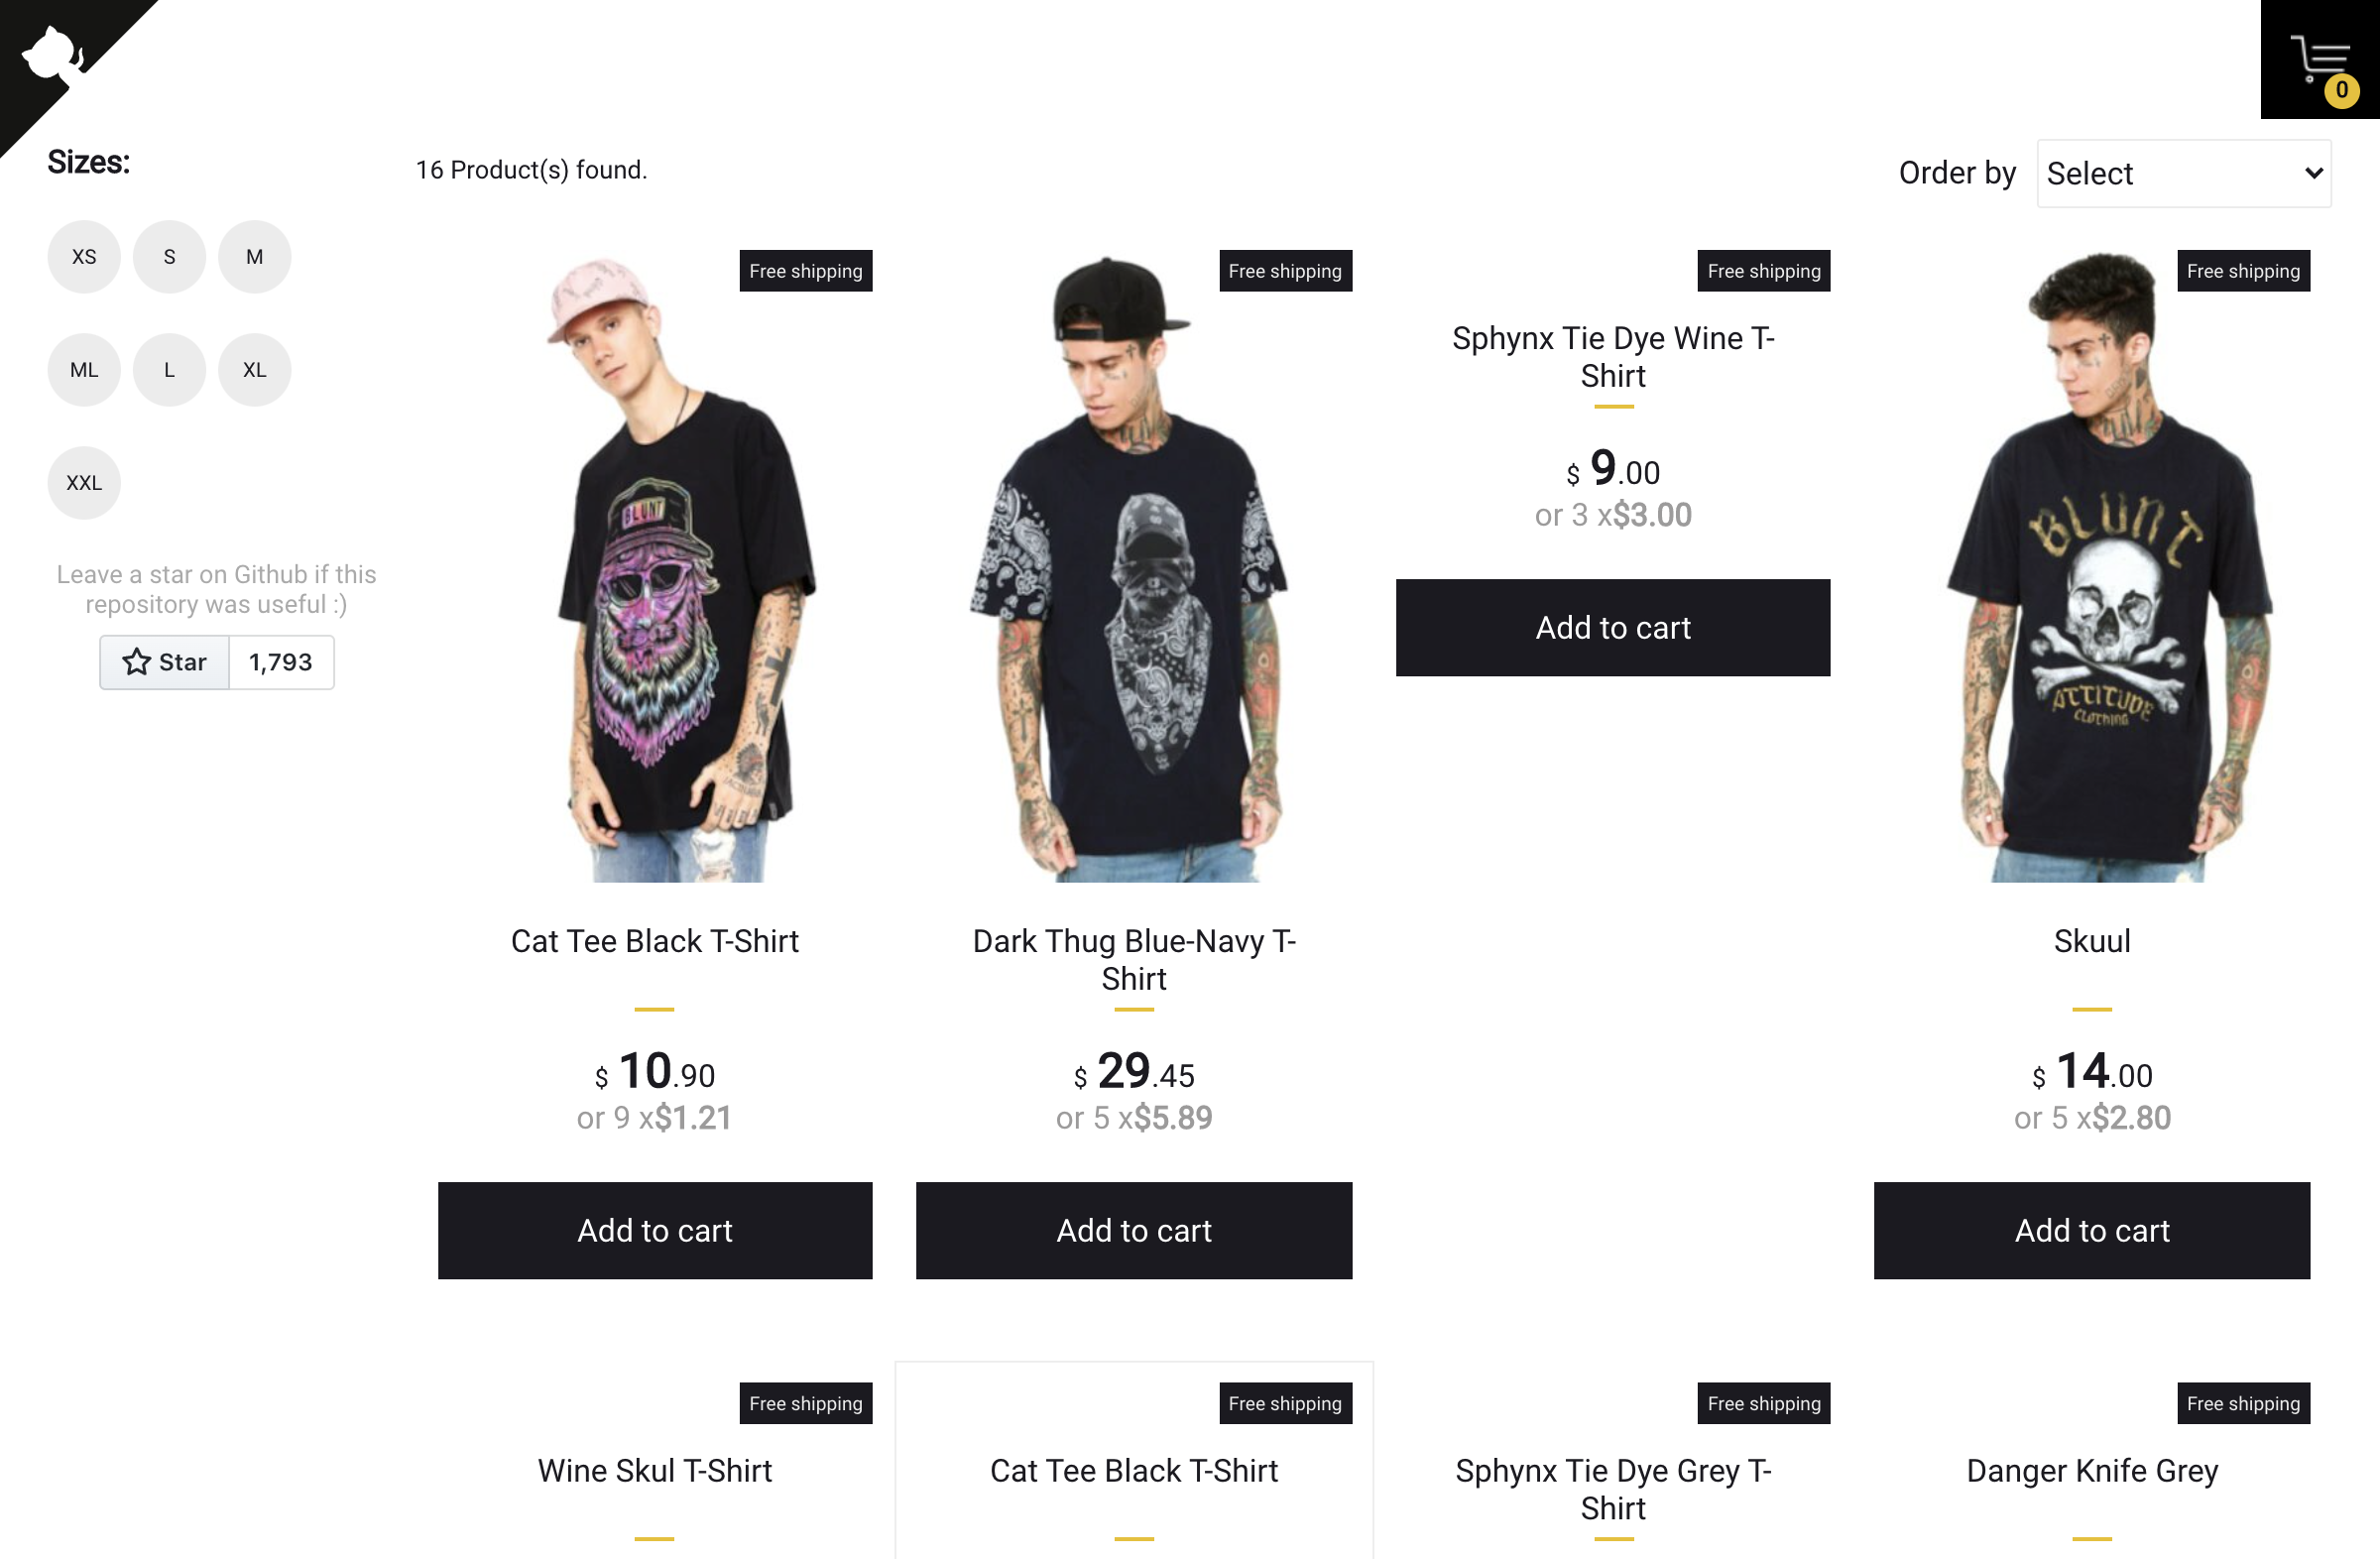 0
Sizes:
16 Product(s) found.
Order by
Select
XS
S
M
ML
L
XL
XXL
Leave a star on Github if this
repository was useful :)
Star
1,793
Free shipping
BLUNT
Cat Tee Black T-Shirt
$ 10.90
or 9 x$1.21
Add to cart
Free shipping
Dark Thug Blue-Navy T-
Shirt
$ 29.45
or 5 x$5.89
Add to cart
Free shipping
Sphynx Tie Dye Wine T-
Shirt
$ 9.00
or 3 x$3.00
Add to cart
Free shipping
BLUNT
ATTITUDE
CLOTHING
Skuul
$ 14.00
or 5 x$2.80
Add to cart
Free shipping
Wine Skul T-Shirt
Free shipping
Cat Tee Black T-Shirt
Free shipping
Sphynx Tie Dye Grey T-
Shirt
Free shipping
Danger Knife Grey